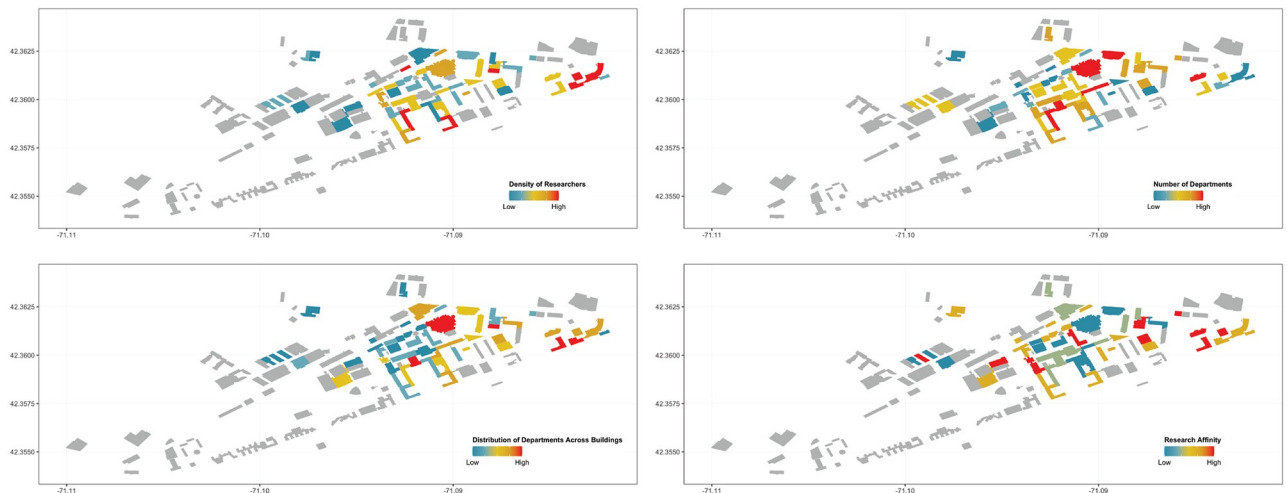 42.3625
42.3600
42.3575
42.3550
Density of Researchers
Low High
-71.11 -71.10 -71.09
42.3625
42.3600
42.3575
42.3550
Number of Departments
Low High
-71.11 -71.10 -71.09
42.3625
42.3600
42.3575
42.3550
Distribution of Departments Across Buildings
Low High
-71.11 -71.10 -71.09
42.3625
42.3600
42.3575
42.3550
Research Affinity
Low High
-71.11 -71.10 -71.09